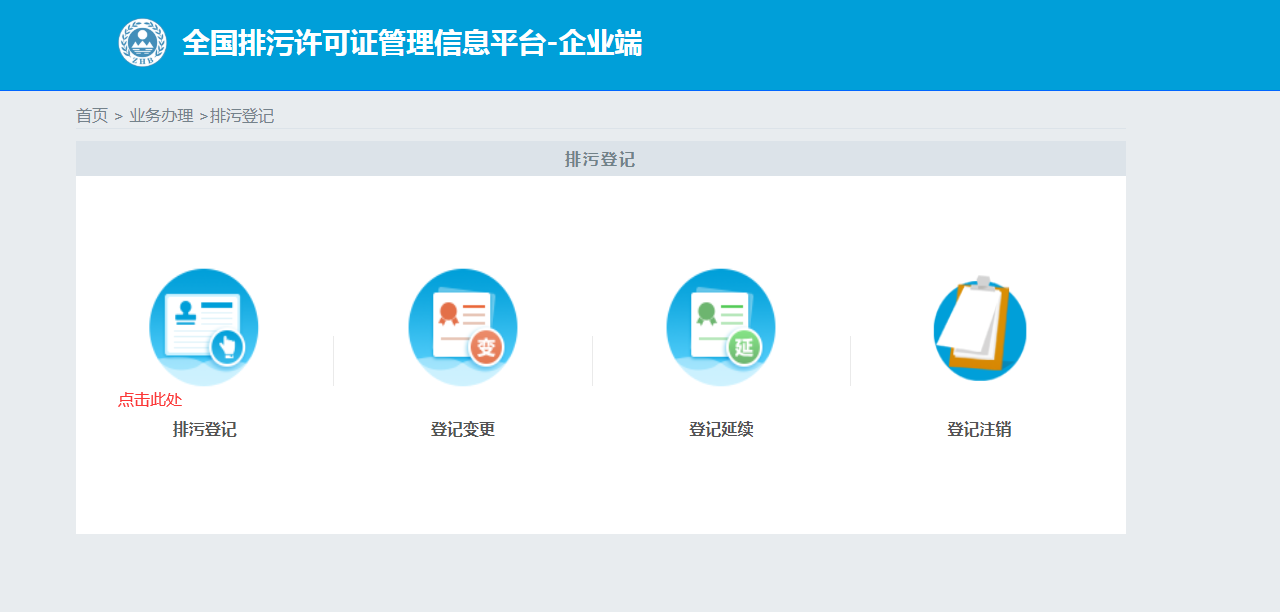 ZHB
全国排污许可证管理信息平台-企业端
首页 > 业务办理 >排污登记
排污登记
变
延
点击此处
排污登记
登记变更
登记延续
登记注销